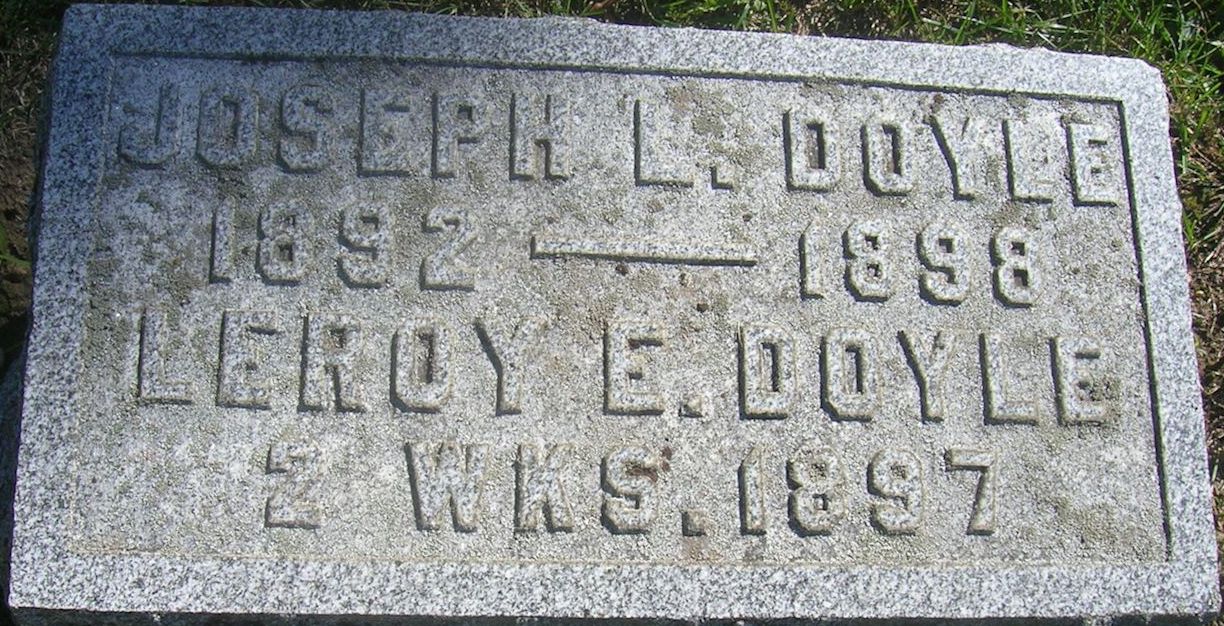 JOSEPH L. DOYLE
1892 — 1898
LEROY E. DOYLE
2 WKS. 1897